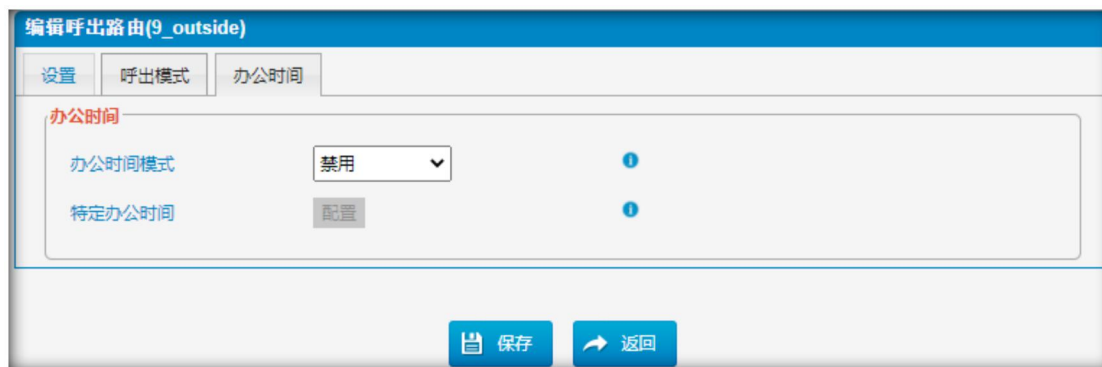 编辑呼出路由(9_outside)
设置 呼出模式 办公时间
办公时间
办公时间模式 禁用
特定办公时间 配置
保存 返回